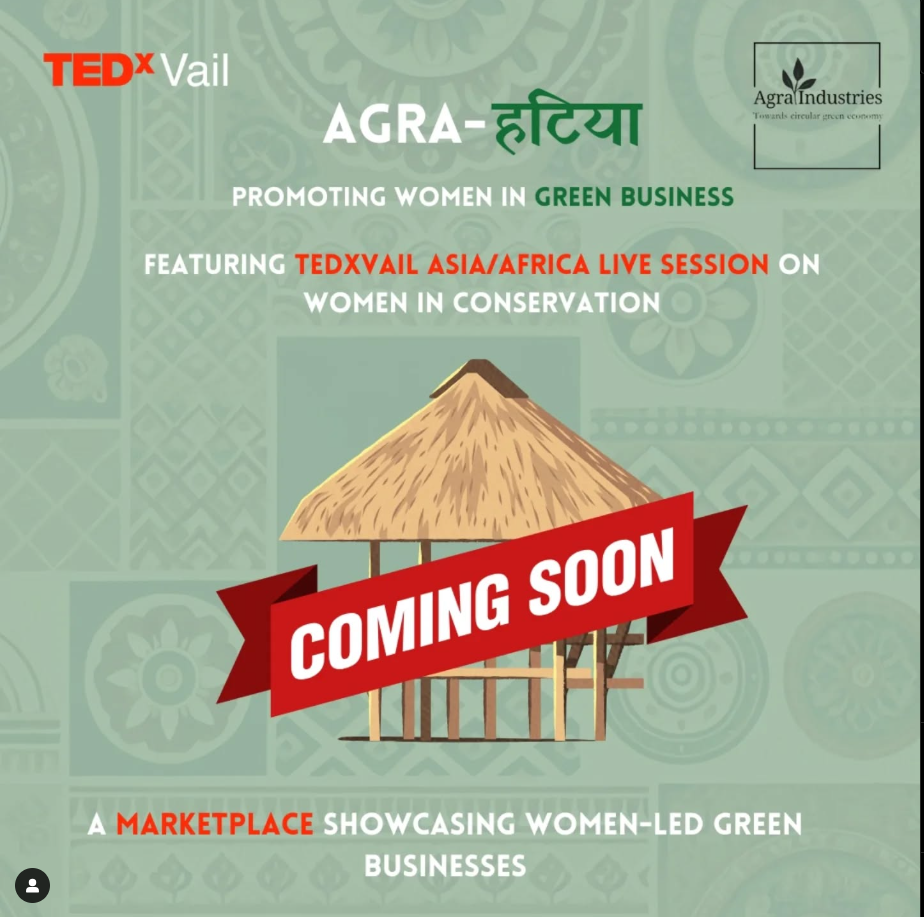 TEDx Vail
Agra Industries
Towards circular green economy
AGRA-हटिया
PROMOTING WOMEN IN GREEN BUSINESS
FEATURING TEDXVAIL ASIA/AFRICA LIVE SESSION ON
WOMEN IN CONSERVATION
COMING SOON
A MARKETPLACE SHOWCASING WOMEN-LED GREEN
BUSINESSES